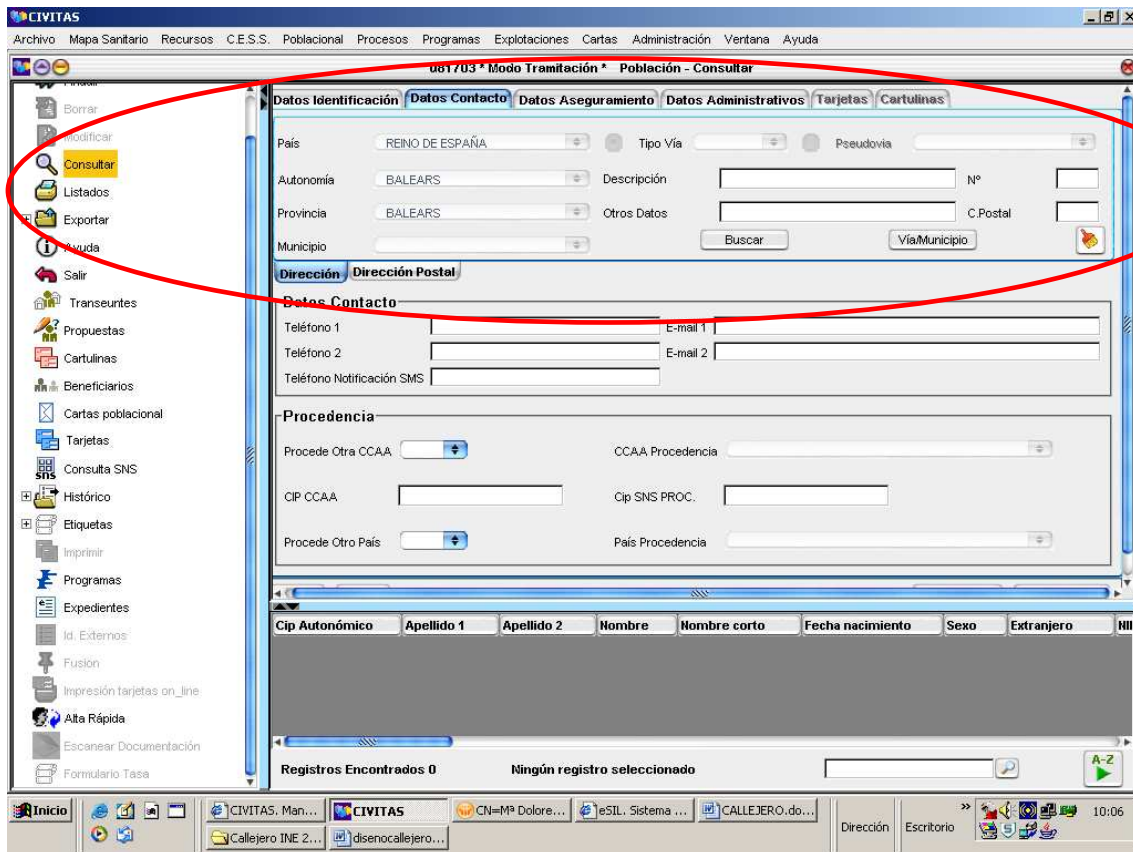 CIVITAS
Archivo Mapa Sanitario Recursos C.E.S.S. Poblacional Procesos Programas Explotaciones Cartas Administración Ventana Ayuda
081703 * Modo Tramitación * Población - Consultar
Borrar
Modificar
Consultar
Listados
Exportar
Ayuda
Salir
Transeuntes
Propuestas
Cartulinas
Beneficiarios
Cartas poblacional
Tarjetas
sns Consulta SNS
Histórico
Etiquetas
Imprimir
Programas
Expedientes
Id. Externos
Fusion
Impresión tarjetas on_line
Alta Rápida
Escanear Documentación
Formulario Tasa
Datos Identificación Datos Contacto Datos Aseguramiento Datos Administrativos Tarjetas Cartulinas
País REINO DE ESPAÑA Tipo Vía Pseudovia
Autonomía BALEARS Descripción Nº
Provincia BALEARS Otros Datos C.Postal
Municipio Buscar Vía/Municipio
Dirección Dirección Postal
Datos Contacto
Teléfono 1 E-mail 1
Teléfono 2 E-mail 2
Teléfono Notificación SMS
Procedencia
Procede Otra CCAA CCAA Procedencia
CIP CCAA Cip SNS PROC.
Procede Otro País País Procedencia
Cip Autonómico Apellido 1 Apellido 2 Nombre Nombre corto Fecha nacimiento Sexo Extranjero NII
Registros Encontrados 0 Ningún registro seleccionado A-Z
Inicio CIVITAS. Man... CIVITAS CN=Mª Dolore... eSIL. Sistema ... CALLEJERO.do... Dirección Escritorio » 10:06
Callejero INE 2... disenocallejero...